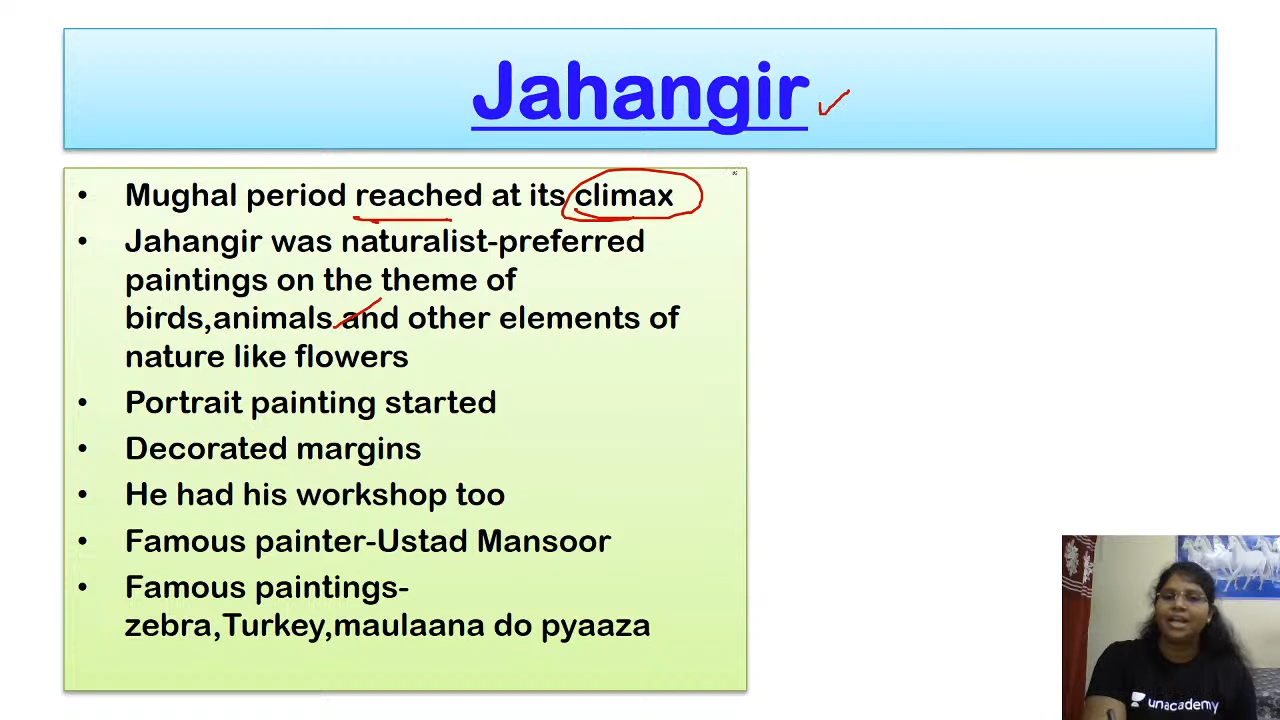 Jahangir
• Mughal period reached at its climax
• Jahangir was naturalist-preferred
paintings on the theme of
birds,animals and other elements of
nature like flowers
• Portrait painting started
• Decorated margins
• He had his workshop too
• Famous painter-Ustad Mansoor
• Famous paintings-
zebra,Turkey,maulaana do pyaaza
unacademy